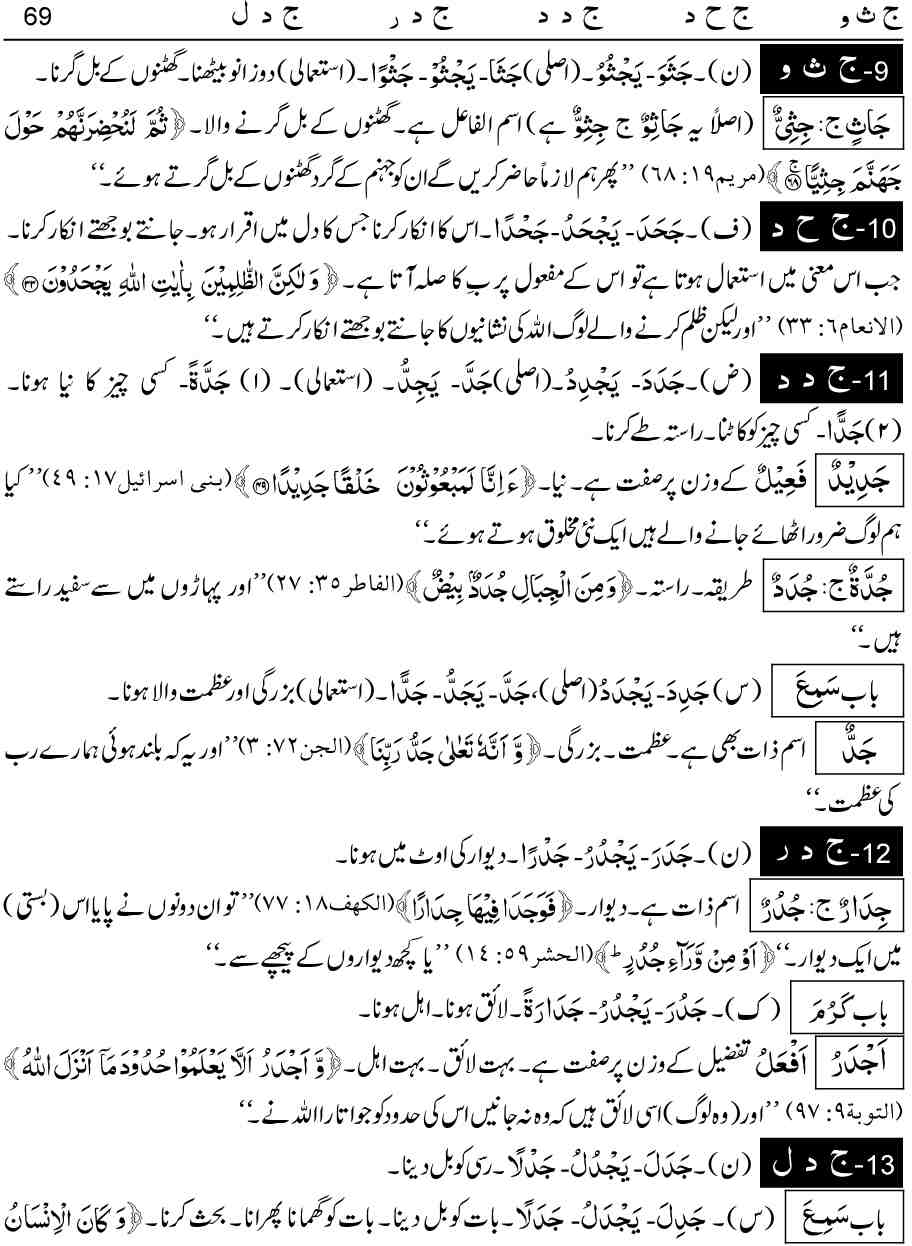 ج ث و ج ح د ج د د ج د ر ج د ل 69
9-ج ث و (ن)۔جَثَوَ- یَجْثُوُ۔(اصلی)جَثَا- یَجْثُوْ- جَثْوًا۔(استعمالی) دوزانو بیٹھنا۔گھٹنوں کے بل گرنا۔
جَاثٍ ج: جِثِیٌّ (اصلاً یہ جَاثِوٌ ج جِثِوٌّ ہے) اسم الفاعل ہے۔گھٹنوں کے بل گرنے والا۔﴿ثُمَّ لَنُحْضِرَنَّهُمْ حَوْلَ
جَهَنَّمَ جِثِیًّا ۚ۶۸﴾(مریم۱۹: ۶۸) ’’پھر ہم لازماً حاضر کریں گے ان کو جہنم کے گرد گھٹنوں کے بل گرتے ہوئے۔‘‘
10-ج ح د (ف)۔جَحَدَ- یَجْحَدُ- جَحْدًا۔اس کا انکار کرنا جس کا دل میں اقرار ہو۔جانتے بوجھتے انکار کرنا۔
جب اس معنی میں استعمال ہوتا ہے تو اس کے مفعول پر بِ کا صلہ آتا ہے۔﴿وَلٰكِنَّ الظّٰلِمِیْنَ بِاٰیٰتِ اللّٰهِ یَجْحَدُوْنَ ۳۳﴾
(الانعام۶: ۳۳) ’’اور لیکن ظلم کرنے والے لوگ اللہ کی نشانیوں کا جانتے بوجھتے انکار کرتے ہیں۔‘‘
11-ج د د (ض)۔جَدَدَ- یَجْدِدُ۔(اصلی)جَدَّ- یَجِدُّ۔ (استعمالی)۔ (۱) جَدَّةً- کسی چیز کا نیا ہونا۔
(۲)جَدًّا- کسی چیز کو کاٹنا۔راستہ طے کرنا۔
جَدِیْدٌ فَعِیْلٌ کے وزن پر صفت ہے۔نیا۔﴿ءَاِنَّا لَمَبْعُوْثُوْنَ خَلْقًا جَدِیْدًا ۴۹﴾(بنی اسرائیل۱۷: ۴۹)’’کیا
ہم لوگ ضرور اٹھائے جانے والے ہیں ایک نئی مخلوق ہوتے ہوئے۔‘‘
جُدَّةٌ ج: جُدَدٌ طریقہ۔راستہ۔﴿وَمِنَ الْجِبَالِ جُدَدٌۢ بِیْضٌ﴾(الفاطر ۳۵: ۲۷)’’اور پہاڑوں میں سے سفید راستے
ہیں۔‘‘
باب سَمِعَ (س)جَدِدَ- یَجْدَدُ(اصلی)،جَدَّ- یَجَدُّ- جَدًّا۔(استعمالی) بزرگی اور عظمت والا ہونا۔
جَدٌّ اسم ذات بھی ہے۔عظمت۔بزرگی۔﴿وَّ اَنَّهٗ تَعٰلٰی جَدُّ رَبِّنَا﴾(الجن۷۲: ۳)’’اور یہ کہ بلند ہوئی ہمارے رب
کی عظمت۔‘‘
12-ج د ر (ن)۔جَدَرَ- یَجْدُرُ- جَدْرًا۔دیوار کی اوٹ میں ہونا۔
جِدَارٌ ج: جُدُرٌ اسم ذات ہے۔دیوار۔﴿فَوَجَدَا فِیْهَا جِدَارًا﴾(الکهف۱۸: ۷۷)’’تو ان دونوں نے پایا اس (بستی)
میں ایک دیوار۔‘‘﴿اَوْ مِنْ وَّرَآءِ جُدُرٍ ؕ﴾(الحشر ۵۹: ۱۴) ’’یا کچھ دیواروں کے پیچھے سے۔‘‘
باب کَرُمَ (ک)۔جَدُرَ- یَجْدُرُ- جَدَارَةً۔لائق ہونا۔اہل ہونا۔
اَجْدَرُ اَفْعَلُ تفضیل کے وزن پر صفت ہے۔بہت لائق۔بہت اہل۔﴿وَّ اَجْدَرُ اَلَّا یَعْلَمُوْا حُدُوْدَ مَآ اَنْزَلَ اللّٰهُ﴾
(التوبة۹: ۹۷) ’’اور (وہ لوگ) اسی لائق ہیں کہ وہ نہ جانیں اس کی حدود کو جو اتارا اللہ نے۔‘‘
13-ج د ل (ن)۔جَدَلَ- یَجْدُلُ- جَدْلًا۔رسی کو بل دینا۔
باب سَمِعَ (س)۔جَدِلَ- یَجْدَلُ- جَدَلًا۔بات کو بل دینا۔بات کو گھمانا پھرانا۔بحث کرنا۔﴿وَ كَانَ الْاِنْسَانُ